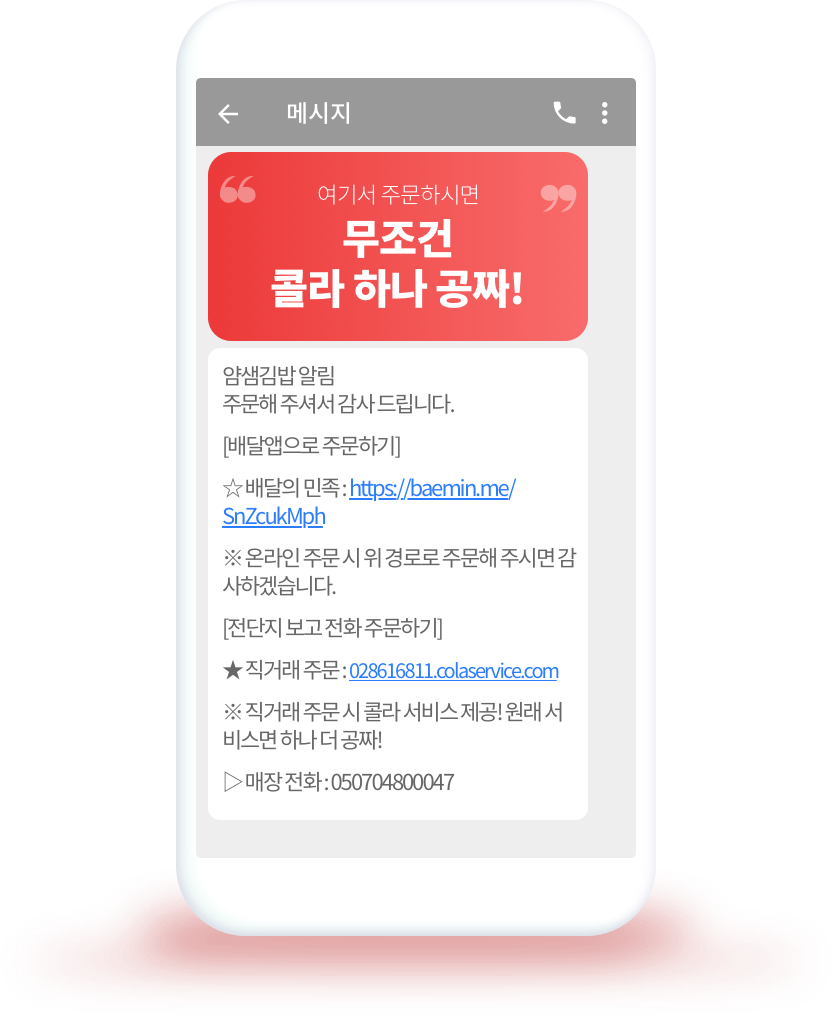 메시지
여기서 주문하시면
무조건
콜라 하나 공짜!
얌샘김밥 알림
주문해 주셔서 감사 드립니다.
[배달앱으로 주문하기]
☆ 배달의 민족 : https://baemin.me/
SnZcukMph
※ 온라인 주문 시 위 경로로 주문해 주시면 감
사하겠습니다.
[전단지 보고 전화 주문하기]
★ 직거래 주문 : 028616811.colaservice.com
※ 직거래 주문 시 콜라 서비스 제공! 원래 서
비스면 하나 더 공짜!
▷ 매장 전화 : 050704800047